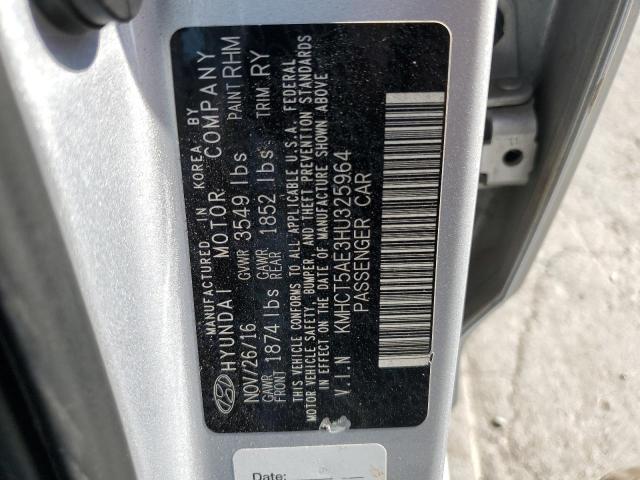 MANUFACTURED IN KOREA BY
HYUNDAI MOTOR COMPANY
NOV/26/16 GVWR 3549 lbs PAINT RHM
GAWR FRONT 1874 lbs GAWR REAR 1852 lbs TRIM RY
THIS VEHICLE CONFORMS TO ALL APPLICABLE U.S.A. FEDERAL
MOTOR VEHICLE SAFETY, BUMPER, AND THEFT PREVENTION STANDARDS
IN EFFECT ON THE DATE OF MANUFACTURE SHOWN ABOVE
V.I.N KMHCT5AE3HU325964
PASSENGER CAR
Date: